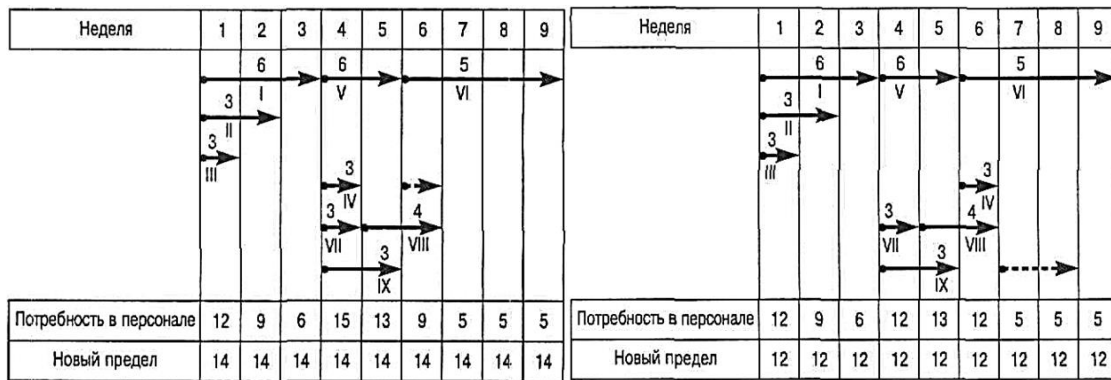 Неделя 1 2 3 4 5 6 7 8 9
6 6 5
I V VI
3
II
3
III
3
IV
3 4
VII VIII
3
IX
Потребность в персонале 12 9 6 15 13 9 5 5 5
Новый предел 14 14 14 14 14 14 14 14 14
Неделя 1 2 3 4 5 6 7 8 9
6 6 5
I V VI
3
II
3
III
3
IV
3 4
VII VIII
3
IX
Потребность в персонале 12 9 6 12 13 12 5 5 5
Новый предел 12 12 12 12 12 12 12 12 12